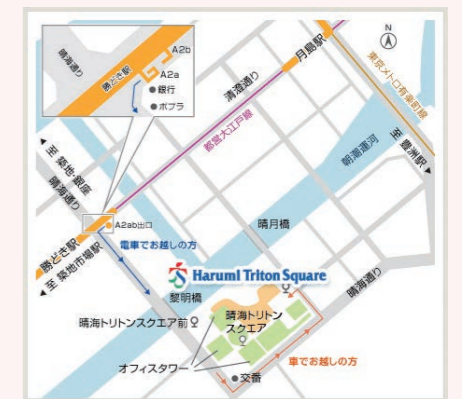 晴海通り
A2b
勝どき駅
A2a
銀行
ポプラ
月島駅
N
清澄通り
東京メトロ有楽町線
都営大江戸線
至 豊洲駅
朝潮運河
至 築地・銀座
晴海通り
A2ab出口
晴月橋
勝どき駅
至 築地市場駅
電車でお越しの方
Harumi Triton Square
黎明橋
晴海通り
晴海トリトンスクエア前
晴海トリトン
スクエア
オフィスタワー
車でお越しの方
交番